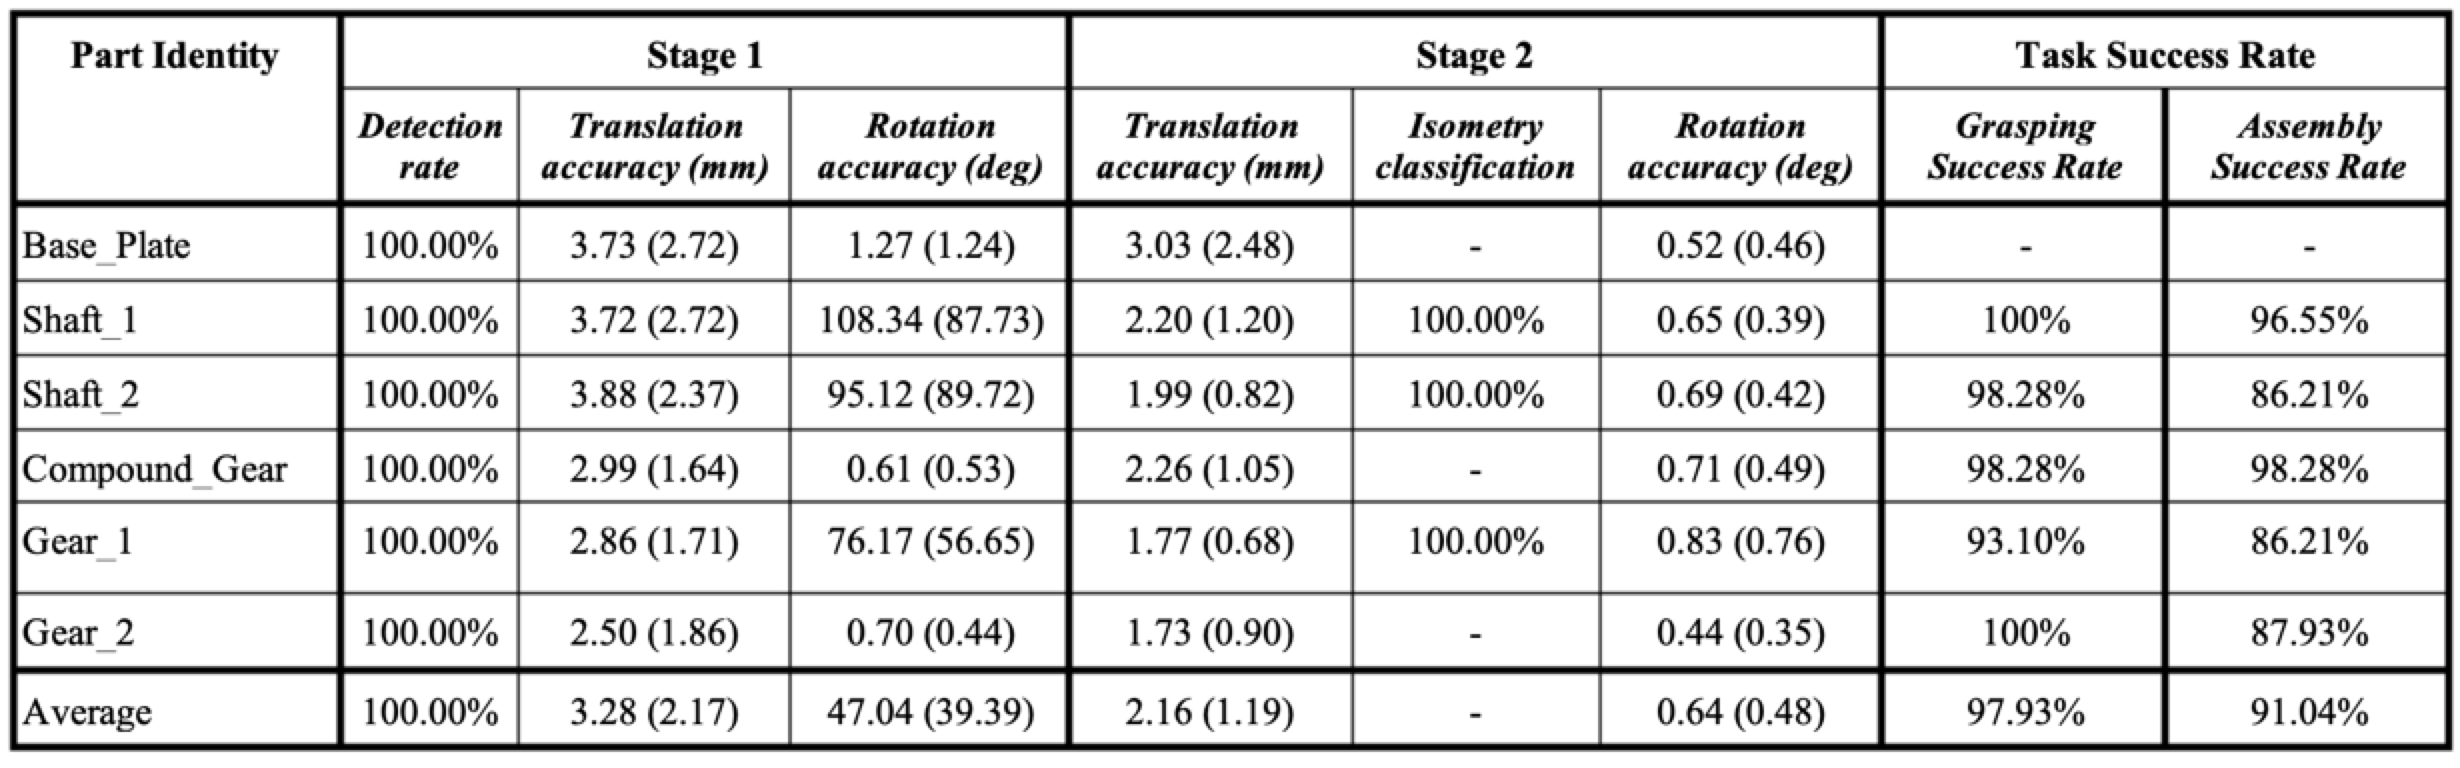 Part Identity Stage 1 Stage 2 Task Success Rate
Detection rate Translation accuracy (mm) Rotation accuracy (deg) Translation accuracy (mm) Isometry classification Rotation accuracy (deg) Grasping Success Rate Assembly Success Rate
Base_Plate 100.00% 3.73 (2.72) 1.27 (1.24) 3.03 (2.48) - 0.52 (0.46) - -
Shaft_1 100.00% 3.72 (2.72) 108.34 (87.73) 2.20 (1.20) 100.00% 0.65 (0.39) 100% 96.55%
Shaft_2 100.00% 3.88 (2.37) 95.12 (89.72) 1.99 (0.82) 100.00% 0.69 (0.42) 98.28% 86.21%
Compound_Gear 100.00% 2.99 (1.64) 0.61 (0.53) 2.26 (1.05) - 0.71 (0.49) 98.28% 98.28%
Gear_1 100.00% 2.86 (1.71) 76.17 (56.65) 1.77 (0.68) 100.00% 0.83 (0.76) 93.10% 86.21%
Gear_2 100.00% 2.50 (1.86) 0.70 (0.44) 1.73 (0.90) - 0.44 (0.35) 100% 87.93%
Average 100.00% 3.28 (2.17) 47.04 (39.39) 2.16 (1.19) - 0.64 (0.48) 97.93% 91.04%